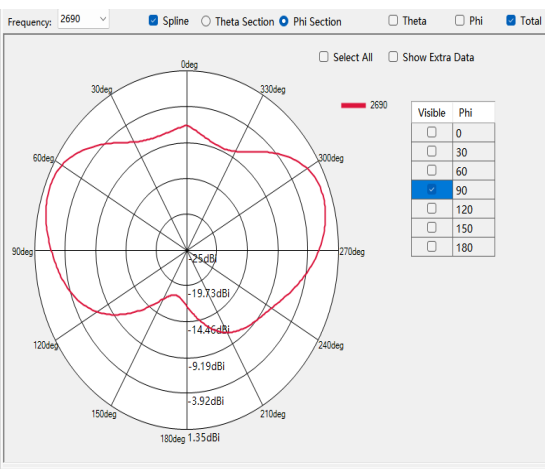 Frequency: 2690 Spline Theta Section Phi Section Theta Phi Total
Select All Show Extra Data
0deg
30deg 330deg
2690
Visible Phi
0
30
60
90
120
150
180
60deg 300deg
90deg 270deg
-25dBi
-19.73dBi
-14.46dBi
120deg 240deg
-9.19dBi
-3.92dBi
150deg 210deg
180deg 1.35dBi